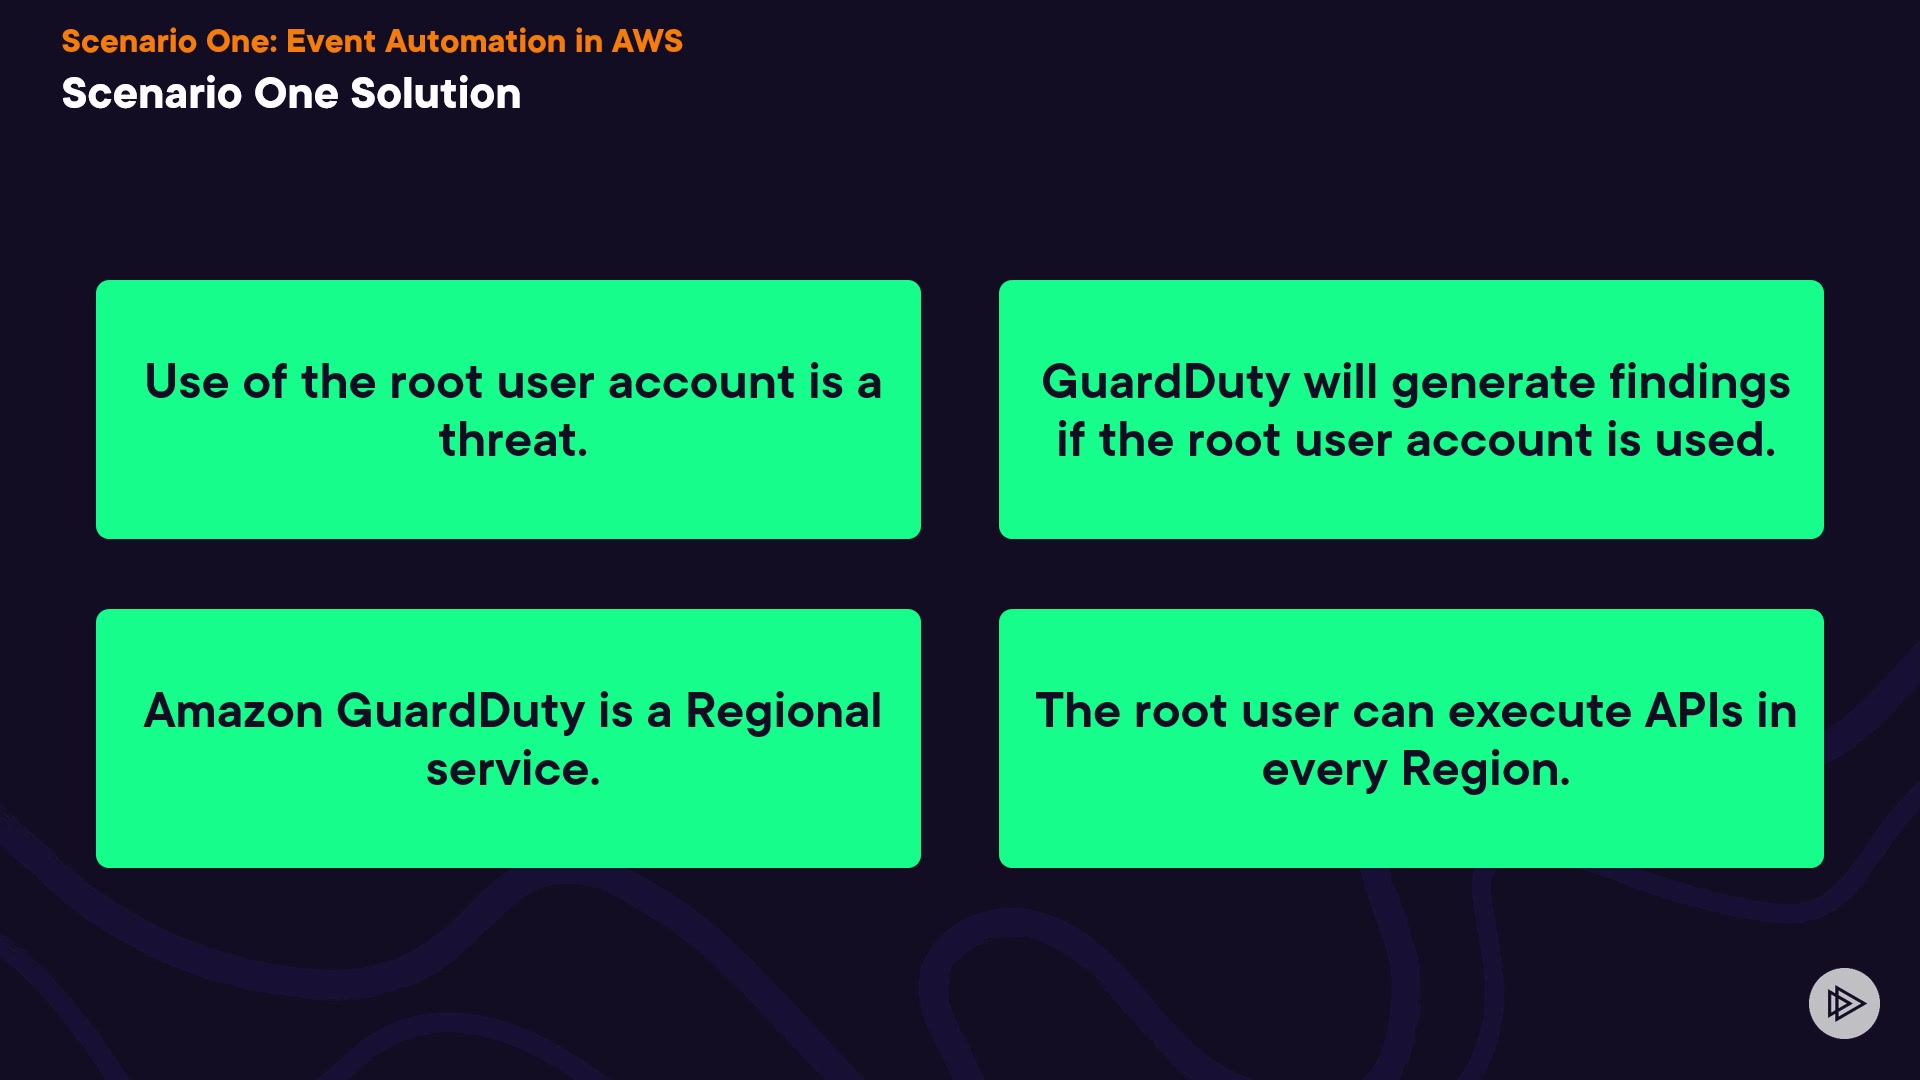 Scenario One: Event Automation in AWS
Scenario One Solution
Use of the root user account is a
threat.
GuardDuty will generate findings
if the root user account is used.
Amazon GuardDuty is a Regional
service.
The root user can execute APIs in
every Region.